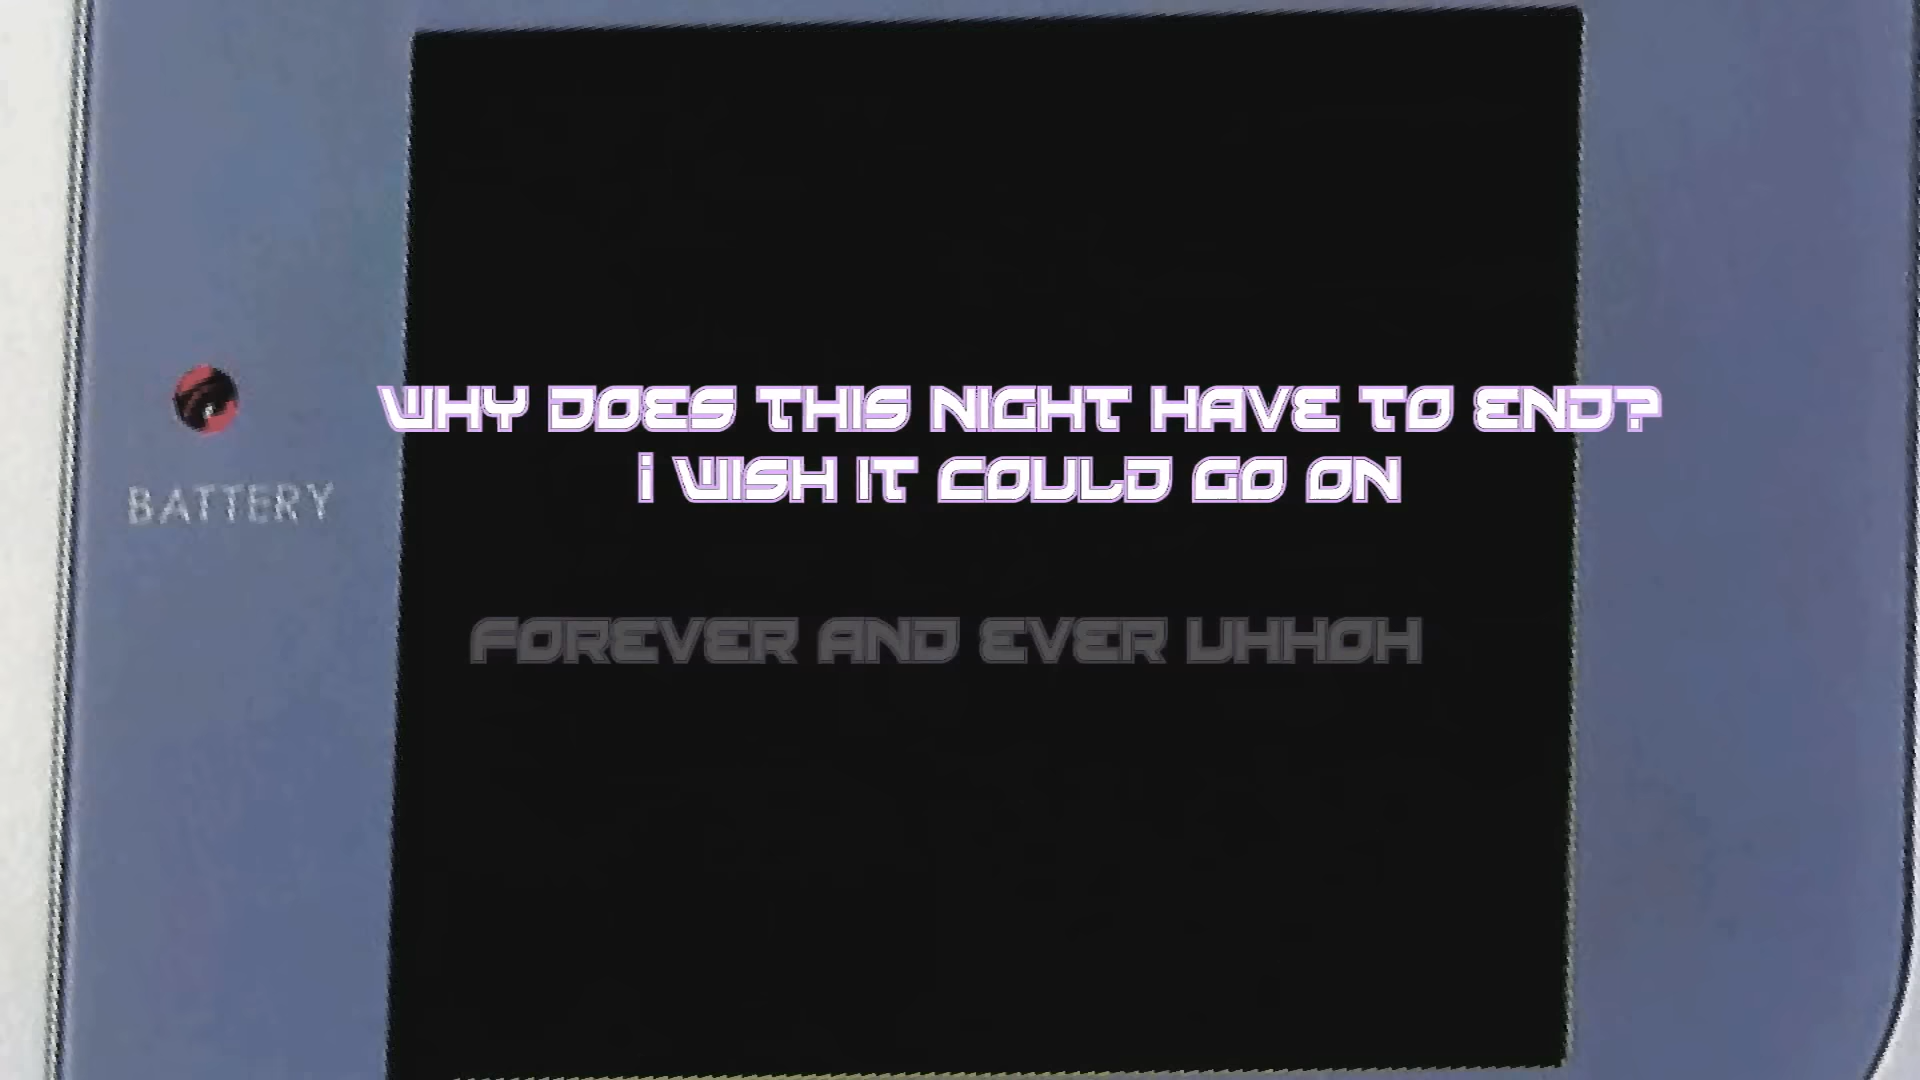 WHY DOES THIS NIGHT HAVE TO END?
i WISH IT COULD GO ON
BATTERY
FOREVER AND EVER UHHOH